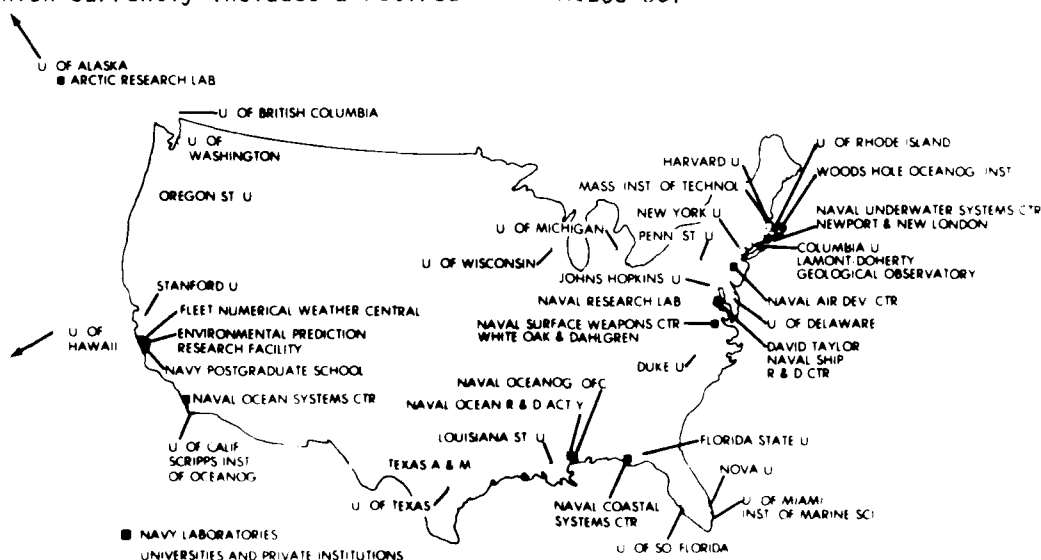 U OF ALASKA
■ ARCTIC RESEARCH LAB
U OF BRITISH COLUMBIA
U OF
WASHINGTON
OREGON ST U
HARVARD U
U OF RHODE ISLAND
MASS INST OF TECHNOL
WOODS HOLE OCEANOG INST
NEW YORK U
NAVAL UNDERWATER SYSTEMS CTR
NEWPORT & NEW LONDON
U OF MICHIGAN
PENN ST U
COLUMBIA U
LAMONT-DOHERTY
GEOLOGICAL OBSERVATORY
U OF WISCONSIN
JOHNS HOPKINS U
STANFORD U
NAVAL RESEARCH LAB
NAVAL AIR DEV CTR
FLEET NUMERICAL WEATHER CENTRAL
U OF
HAWAII
ENVIRONMENTAL PREDICTION
RESEARCH FACILITY
NAVAL SURFACE WEAPONS CTR
WHITE OAK & DAHLGREN
U OF DELAWARE
DAVID TAYLOR
NAVAL SHIP
R & D CTR
NAVY POSTGRADUATE SCHOOL
DUKE U
NAVAL OCEANOG OFC
NAVAL OCEAN SYSTEMS CTR
NAVAL OCEAN R & D ACT Y
U OF CALIF
SCRIPPS INST
OF OCEANOG
LOUISIANA ST U
FLORIDA STATE U
TEXAS A & M
NOVA U
U OF TEXAS
NAVAL COASTAL
SYSTEMS CTR
U OF MIAMI
INST OF MARINE SCI
■ NAVY LABORATORIES
UNIVERSITIES AND PRIVATE INSTITUTIONS
U OF SO FLORIDA